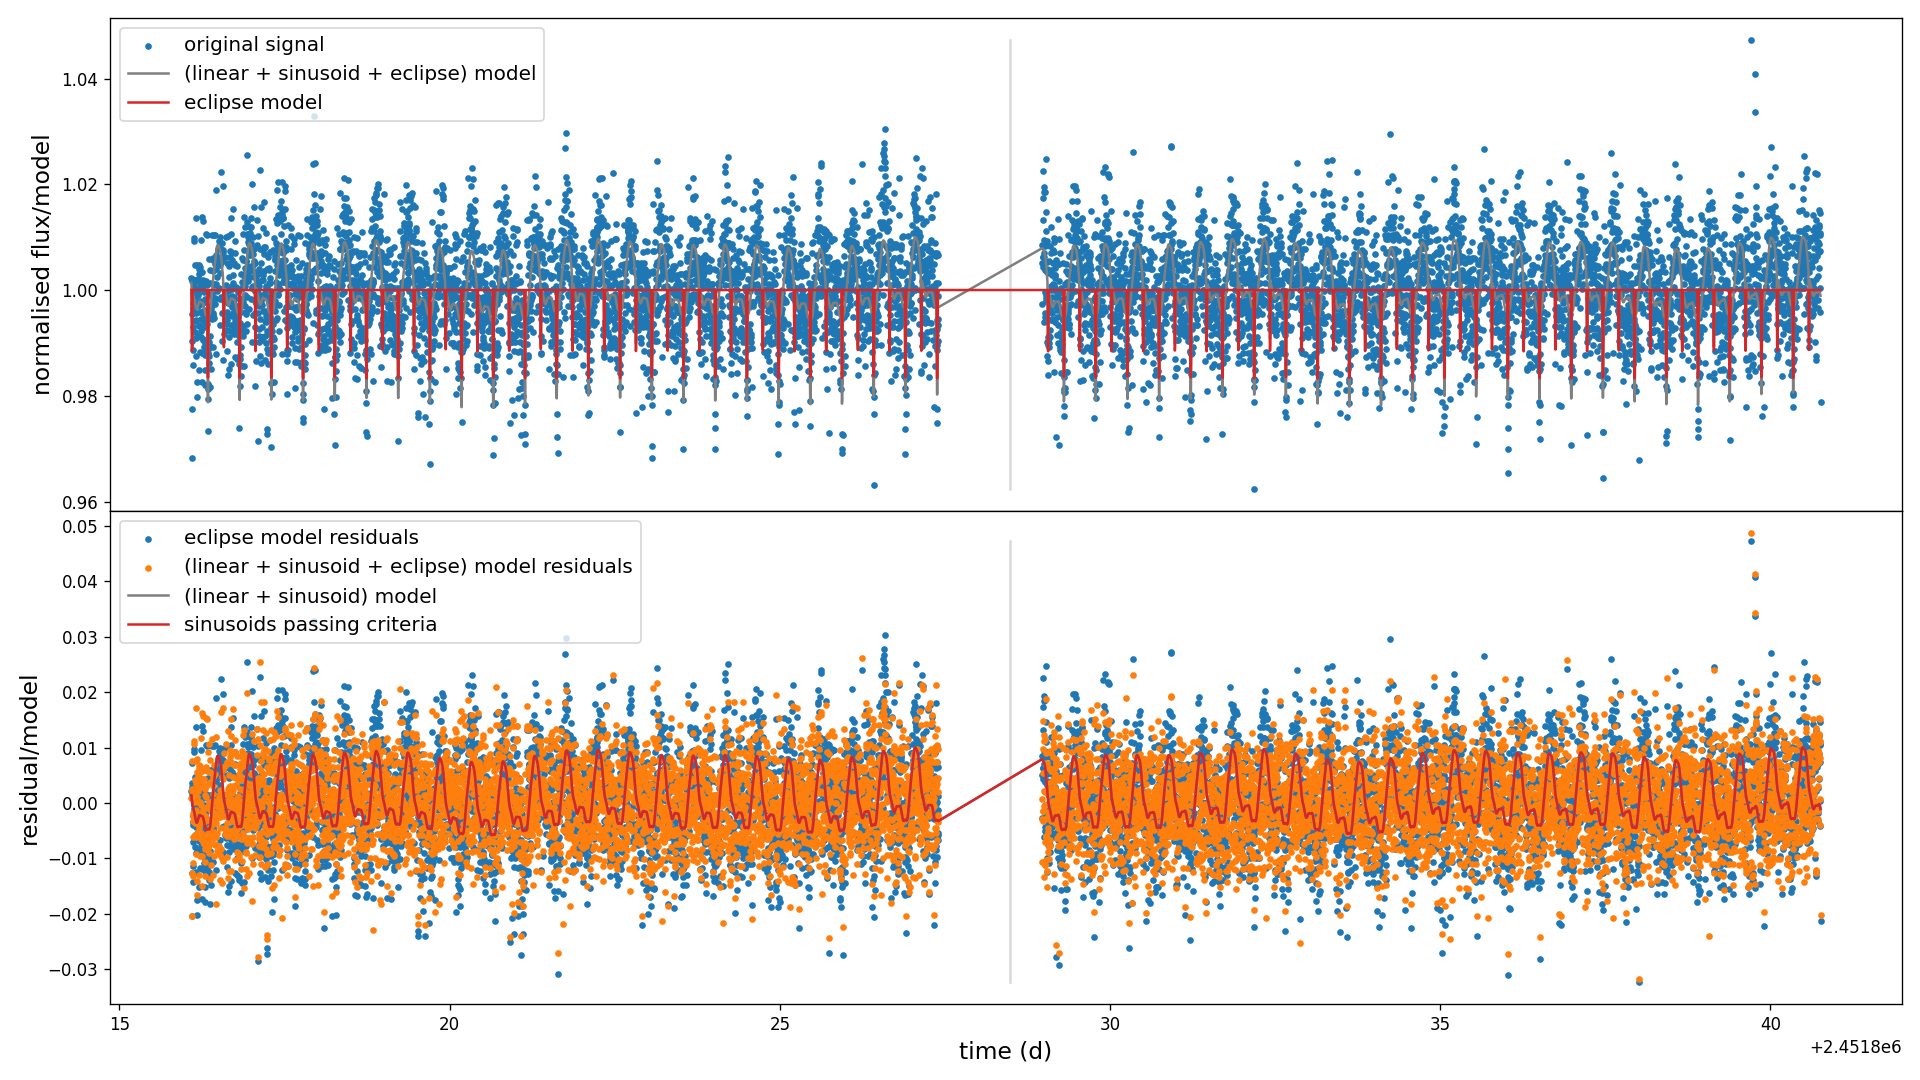 original signal
(linear + sinusoid + eclipse) model
eclipse model
normalised flux/model
1.04
1.02
1.00
0.98
0.96
eclipse model residuals
(linear + sinusoid + eclipse) model residuals
(linear + sinusoid) model
sinusoids passing criteria
residual/model
0.05
0.04
0.03
0.02
0.01
0.00
−0.01
−0.02
−0.03
15 20 25 30 35 40
time (d)
+2.4518e6